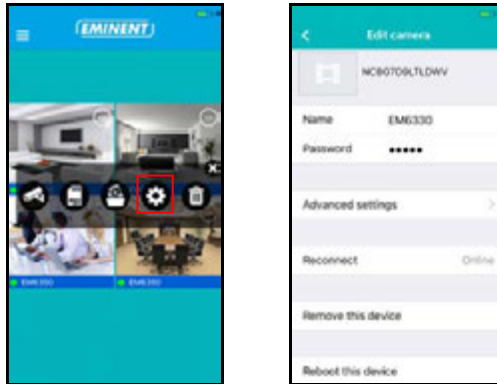 EMINENT
EM6350
EM6350
Edit camera
NCB07D9LTLDWV
Name EM6330
Password •••••
Advanced settings
Reconnect Online
Remove this device
Reboot this device